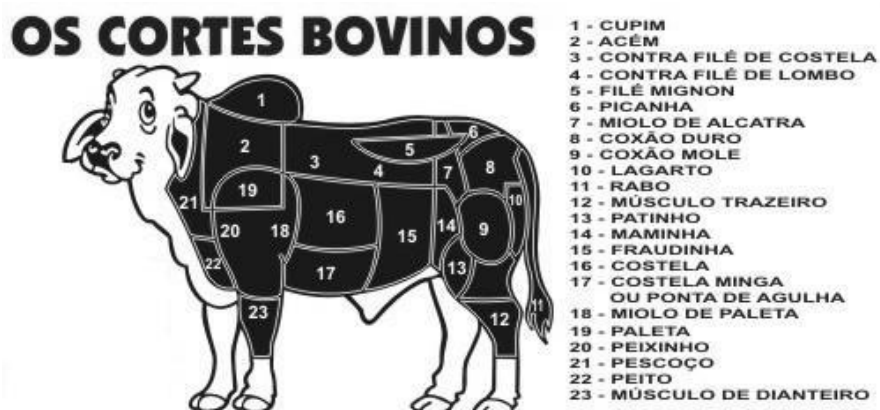 OS CORTES BOVINOS
1 - CUPIM
2 - ACÉM
3 - CONTRA FILÉ DE COSTELA
4 - CONTRA FILÉ DE LOMBO
5 - FILÉ MIGNON
6 - PICANHA
7 - MIOLO DE ALCATRA
8 - COXÃO DURO
9 - COXÃO MOLE
10 - LAGARTO
11 - RABO
12 - MÚSCULO TRAZEIRO
13 - PATINHO
14 - MAMINHA
15 - FRAUDINHA
16 - COSTELA
17 - COSTELA MINGA
OU PONTA DE AGULHA
18 - MIOLO DE PALETA
19 - PALETA
20 - PEIXINHO
21 - PESCOÇO
22 - PEITO
23 - MÚSCULO DE DIANTEIRO
1
2
3
4
5
6
7
8
9
10
19
21
20
18
16
15
14
22
17
13
23
12
11